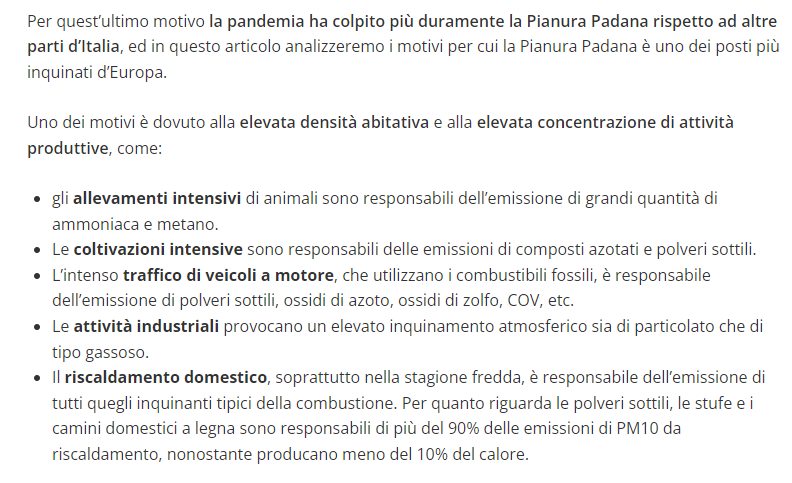 Per quest’ultimo motivo la pandemia ha colpito più duramente la Pianura Padana rispetto ad altre
parti d’Italia, ed in questo articolo analizzeremo i motivi per cui la Pianura Padana è uno dei posti più
inquinati d’Europa.
Uno dei motivi è dovuto alla elevata densità abitativa e alla elevata concentrazione di attività
produttive, come:
• gli allevamenti intensivi di animali sono responsabili dell’emissione di grandi quantità di
ammoniaca e metano.
• Le coltivazioni intensive sono responsabili delle emissioni di composti azotati e polveri sottili.
• L’intenso traffico di veicoli a motore, che utilizzano i combustibili fossili, è responsabile
dell’emissione di polveri sottili, ossidi di azoto, ossidi di zolfo, COV, etc.
• Le attività industriali provocano un elevato inquinamento atmosferico sia di particolato che di
tipo gassoso.
• Il riscaldamento domestico, soprattutto nella stagione fredda, è responsabile dell’emissione di
tutti quegli inquinanti tipici della combustione. Per quanto riguarda le polveri sottili, le stufe e i
camini domestici a legna sono responsabili di più del 90% delle emissioni di PM10 da
riscaldamento, nonostante producano meno del 10% del calore.